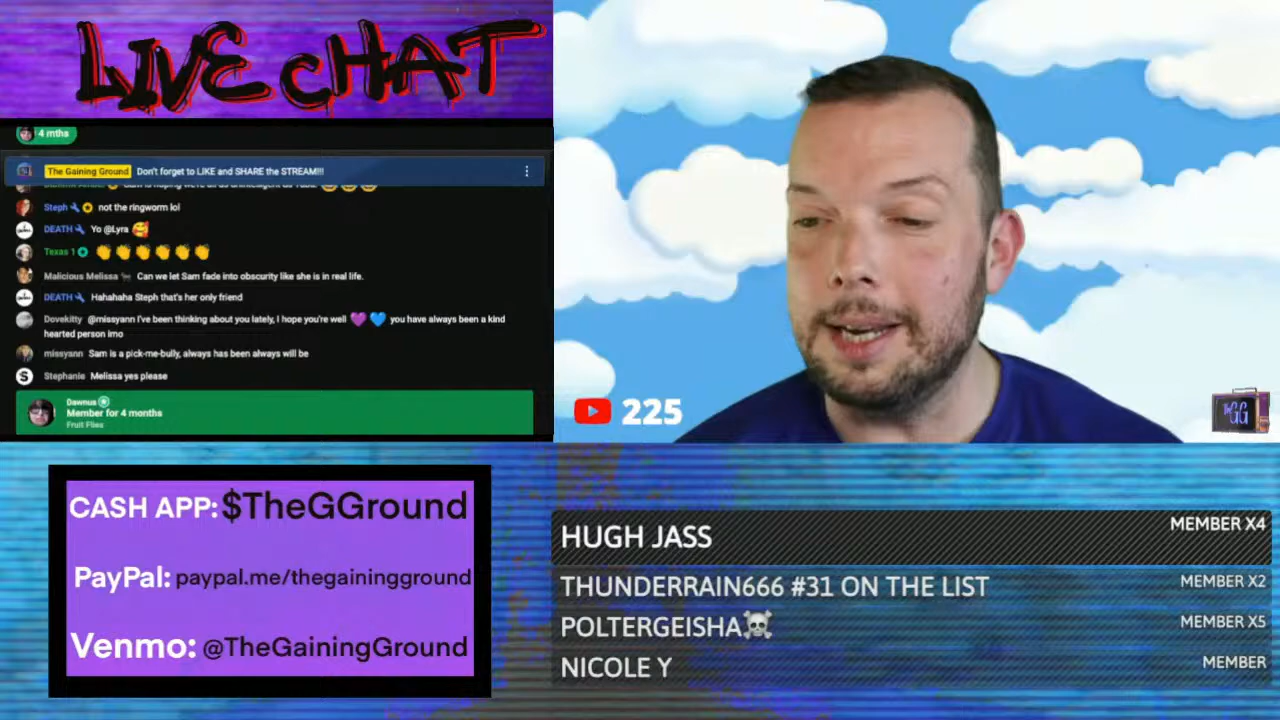 LIVE CHAT
4 mths
The Gaining Ground Don't forget to LIKE and SHARE the STREAM!!!
Steph not the ringworm lol
DEATH Yo @Lyra 🥰
Texas 1 👏👏👏👏👏👏
Malicious Melissa Can we let Sam fade into obscurity like she is in real life.
DEATH Hahahaha Steph that's her only friend
Dovekitty @missyann I've been thinking about you lately, I hope you're well 💜 💙 you have always been a kind
hearted person imo
missyann Sam is a pick-me-bully, always has been always will be
S Stephanie Melissa yes please
Dawnus
Member for 4 months
Fruit Flies
225
The GG
CASH APP: $TheGGround
PayPal: paypal.me/thegainingground
Venmo: @TheGainingGround
HUGH JASS MEMBER X4
THUNDERRAIN666 #31 ON THE LIST MEMBER X2
POLTERGEISHA☠ MEMBER X5
NICOLE Y MEMBER